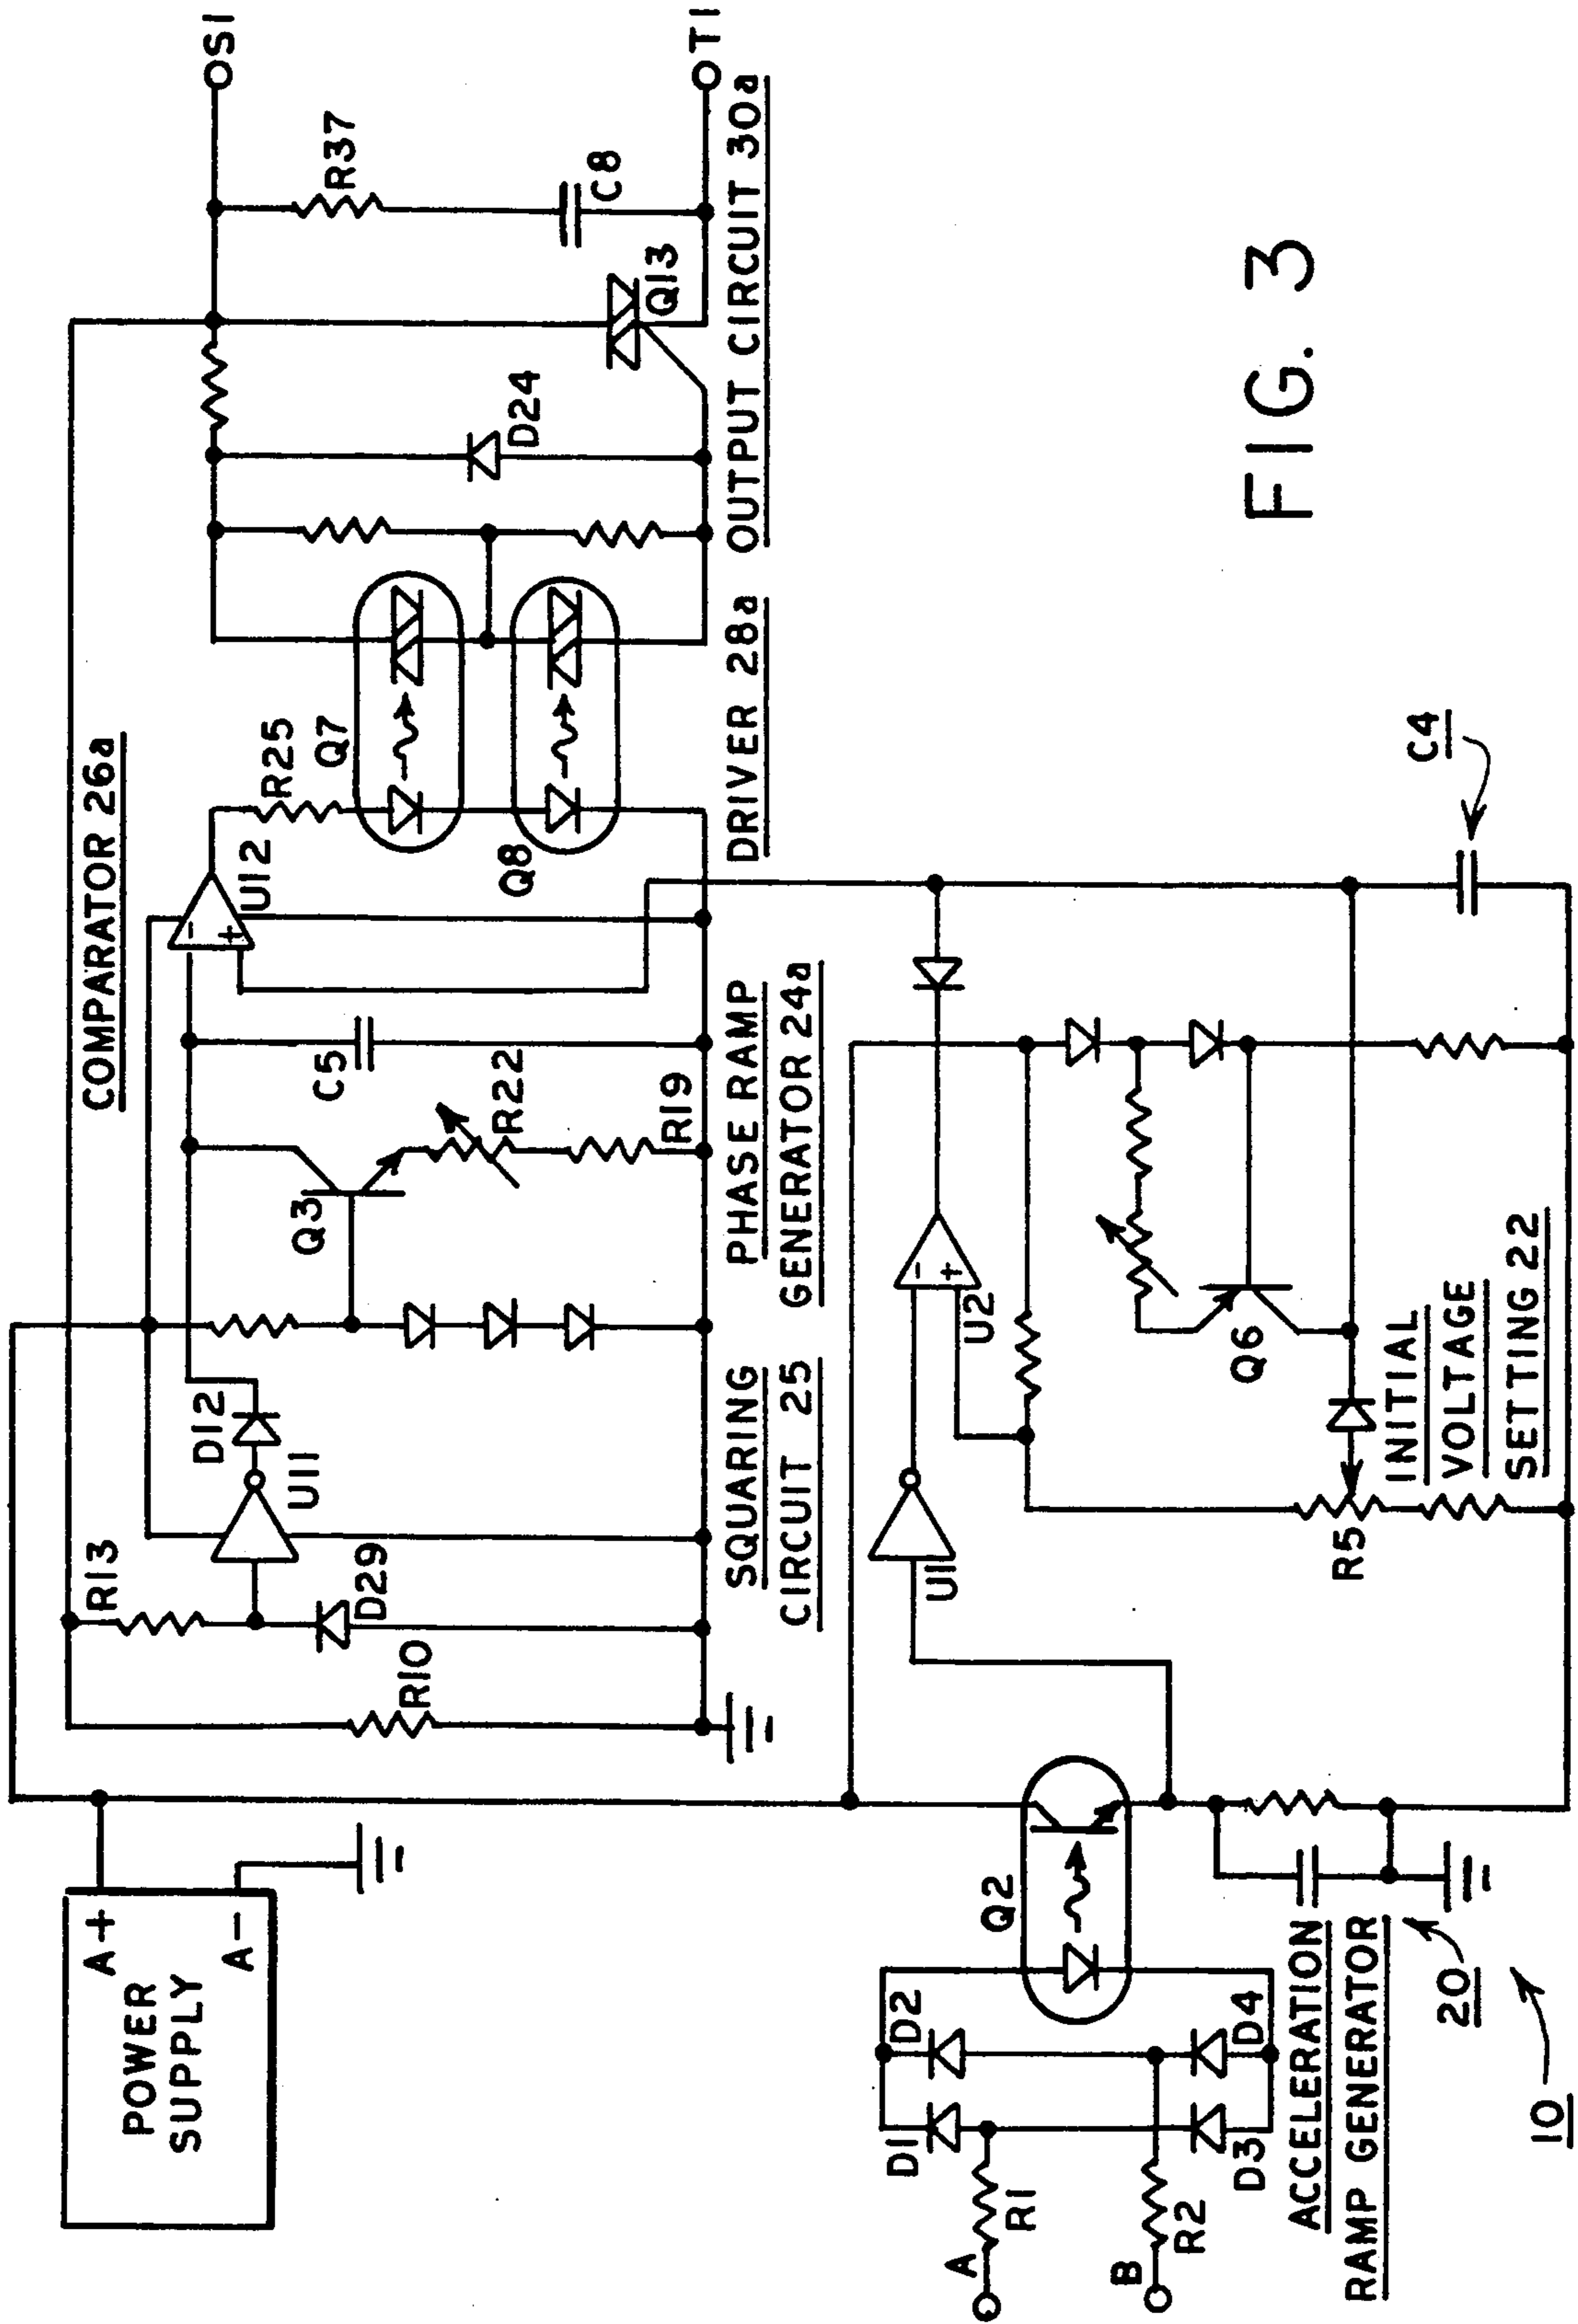 POWER
SUPPLY
A+
A-
R10
R13
D29
U11
D12
SQUARING
CIRCUIT 25
Q3
R22
R19
C5
PHASE RAMP
GENERATOR 24a
COMPARATOR 26a
-
+
U12
R25
Q7
Q8
DRIVER 28a
D24
Q13
R37
C8
OUTPUT CIRCUIT 30a
S1
T1
A
B
R1
R2
D1
D2
D3
D4
Q2
ACCELERATION
RAMP GENERATOR
20
10
U1
-
+
U2
R5
Q6
INITIAL
VOLTAGE
SETTING 22
C4
FIG. 3